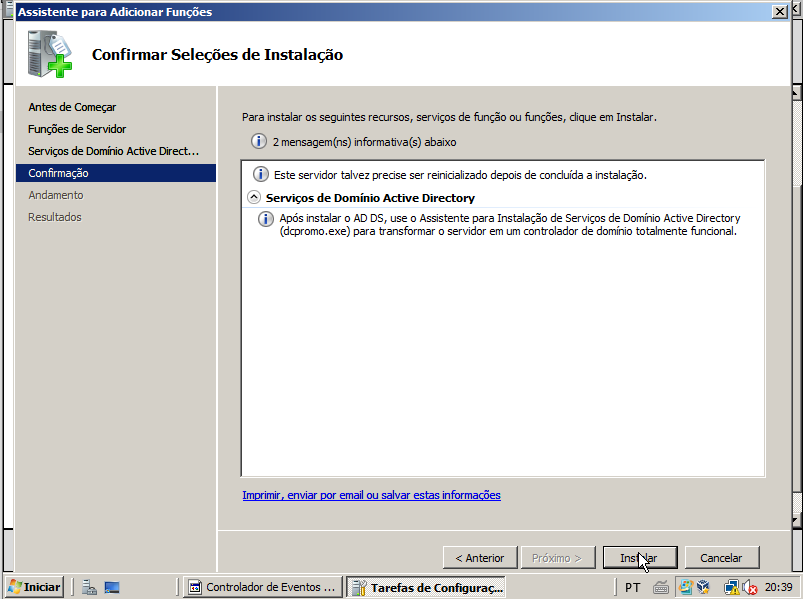 Assistente para Adicionar Funções
Confirmar Seleções de Instalação
Antes de Começar
Funções de Servidor
Serviços de Domínio Active Direct...
Confirmação
Andamento
Resultados
Para instalar os seguintes recursos, serviços de função ou funções, clique em Instalar.
2 mensagem(ns) informativa(s) abaixo
Este servidor talvez precise ser reinicializado depois de concluída a instalação.
Serviços de Domínio Active Directory
Após instalar o AD DS, use o Assistente para Instalação de Serviços de Domínio Active Directory
(dcpromo.exe) para transformar o servidor em um controlador de domínio totalmente funcional.
Imprimir, enviar por email ou salvar estas informações
< Anterior
Próximo >
Instalar
Cancelar
Iniciar
Controlador de Eventos ...
Tarefas de Configuraç...
PT
20:39